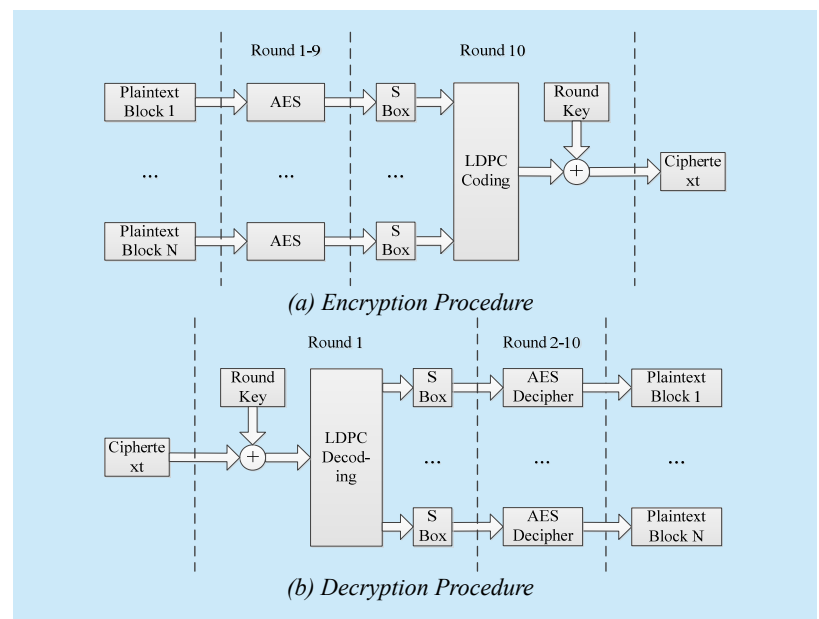 Round 1-9
Round 10
Plaintext
Block 1
AES
S
Box
Round
Key
LDPC
Coding
+
Cipherte
xt
...
...
...
Plaintext
Block N
AES
S
Box
(a) Encryption Procedure
Round 1
Round 2-10
Round
Key
S
Box
AES
Decipher
Plaintext
Block 1
Cipherte
xt
+
LDPC
Decod-
ing
...
...
...
S
Box
AES
Decipher
Plaintext
Block N
(b) Decryption Procedure